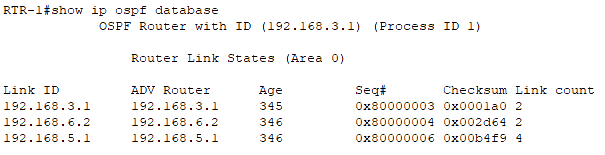 RTR-1#show ip ospf database
OSPF Router with ID (192.168.3.1) (Process ID 1)
Router Link States (Area 0)
Link ID ADV Router Age Seq# Checksum Link count
192.168.3.1 192.168.3.1 345 0x80000003 0x0001a0 2
192.168.6.2 192.168.6.2 346 0x80000004 0x002d64 2
192.168.5.1 192.168.5.1 346 0x80000006 0x00b4f9 4